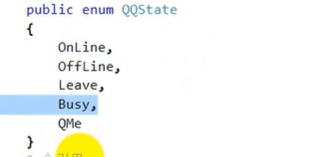 public enum QQState
{
OnLine,
OffLine,
Leave,
Busy,
QMe
}